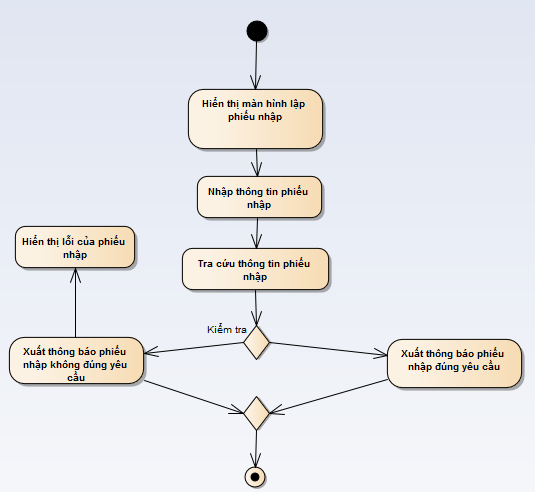 Hiển thị màn hình lập
phiếu nhập
Nhập thông tin phiếu
nhập
Hiển thị lỗi của phiếu
nhập
Tra cứu thông tin phiếu
nhập
Kiểm tra
Xuất thông báo phiếu
nhập không đúng yêu
cầu
Xuất thông báo phiếu
nhập đúng yêu cầu